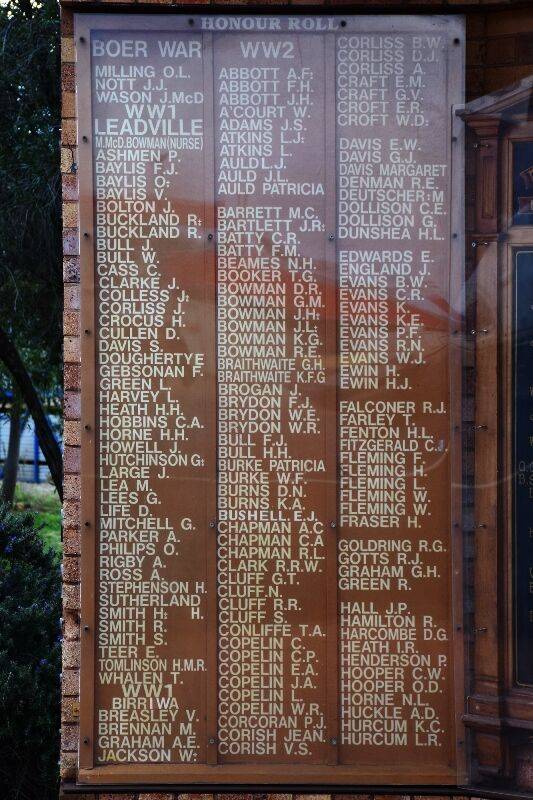 HONOUR ROLL
BOER WAR
MILLING O.L.
NOTT J.J.
WASON J.McD
WW1
LEADVILLE
M.McD.BOWMAN(NURSE)
ASHMEN P.
BAYLIS F.J.
BAYLIS O:
BAYLIS V.
BOLTON J.
BUCKLAND R:
BUCKLAND R.
BULL J.
BULL W.
CASS C.
CLARKE J.
COLLESS J:
CORLISS J.
CROCUS H.
CULLEN D.
DAVIS S.
DOUGHERTY E
GEBSONAN F.
GREEN L.
HARVEY L.
HEATH H.H.
HOBBINS C.A.
HORNE H.H.
HOWELL J.
HUTCHINSON G:
LARGE J.
LEA M.
LEES G.
LIFE D.
MITCHELL G.
PARKER A.
PHILIPS O.
RIGBY A.
ROSS A.
STEPHENSON H.
SUTHERLAND
SMITH H: H.
SMITH J:
SMITH S.
TEER E.
TOMLINSON H.M.R.
WHALEN T.
WW1
BIRRIWA
BREASLEY V.
BRENNAN M.
GRAHAM A.E.
JACKSON W:
WW2
ABBOTT A.F:
ABBOTT F.H.
ABBOTT J.H.
A'COURT W.
ADAMS J.S.
ATKINS L.J:
ATKINS L.
AULD L.J.
AULD J.L.
AULD PATRICIA
BARRETT M.C.
BARTLETT J.R:
BATTY C.R.
BATTY F.M.
BEAMES N.H.
BOOKER T.G.
BOWMAN D.R.
BOWMAN G.M.
BOWMAN J.H:
BOWMAN J.L:
BOWMAN K.G.
BOWMAN R.E.
BRAITHWAITE G.H.
BRAITHWAITE K.F.G
BROGAN J.
BRYDON F.J.
BRYDON W.E.
BRYDON W.R.
BULL F.J.
BULL H.H.
BURKE PATRICIA
BURKE W.F.
BURNS D.N.
BURNS K.A.
BUSHELL E.J.
CHAPMAN A.C
CHAPMAN C.A
CHAPMAN R.L.
CLARK R.R.W.
CLUFF G.T.
CLUFF.N.
CLUFF R.R.
CLUFF S.
CONLIFFE T.A.
COPELIN C.
COPELIN C.P.
COPELIN E.A.
COPELIN J.A.
COPELIN L.
COPELIN W.R.
CORCORAN P.J.
CORISH JEAN.
CORISH V.S.
CORLISS B.W.
CORLISS D.J.
CORLISS A.
CRAFT E.M.
CRAFT G.V.
CROFT E.R.
CROFT W.D:
DAVIS E.W.
DAVIS G.J.
DAVIS MARGARET
DENMAN R.E.
DEUTSCHER:M
DOLLISON C.E.
DOLLISON G.
DUNSHEA H.L.
EDWARDS E.
ENGLAND J.
EVANS B.W.
EVANS C.R.
EVANS K.
EVANS K.E.
EVANS P.F.
EVANS R.N.
EVANS W.J.
EWIN H.
EWIN H.J.
FALCONER R.J.
FARLEY T.
FENTON H.L.
FITZGERALD C.J.
FLEMING F.
FLEMING H.
FLEMING L.
FLEMING W.
FLEMING W.
FRASER H.
GOLDRING R.G.
GOTTS R.J.
GRAHAM G.H.
GREEN R.
HALL J.P.
HAMILTON R.
HARCOMBE D.G.
HEATH I.R.
HENDERSON P.
HOOPER C.W.
HOOPER O.D.
HORNE N.L.
HUCKLE A.D.
HURCUM K.C.
HURCUM L.R.